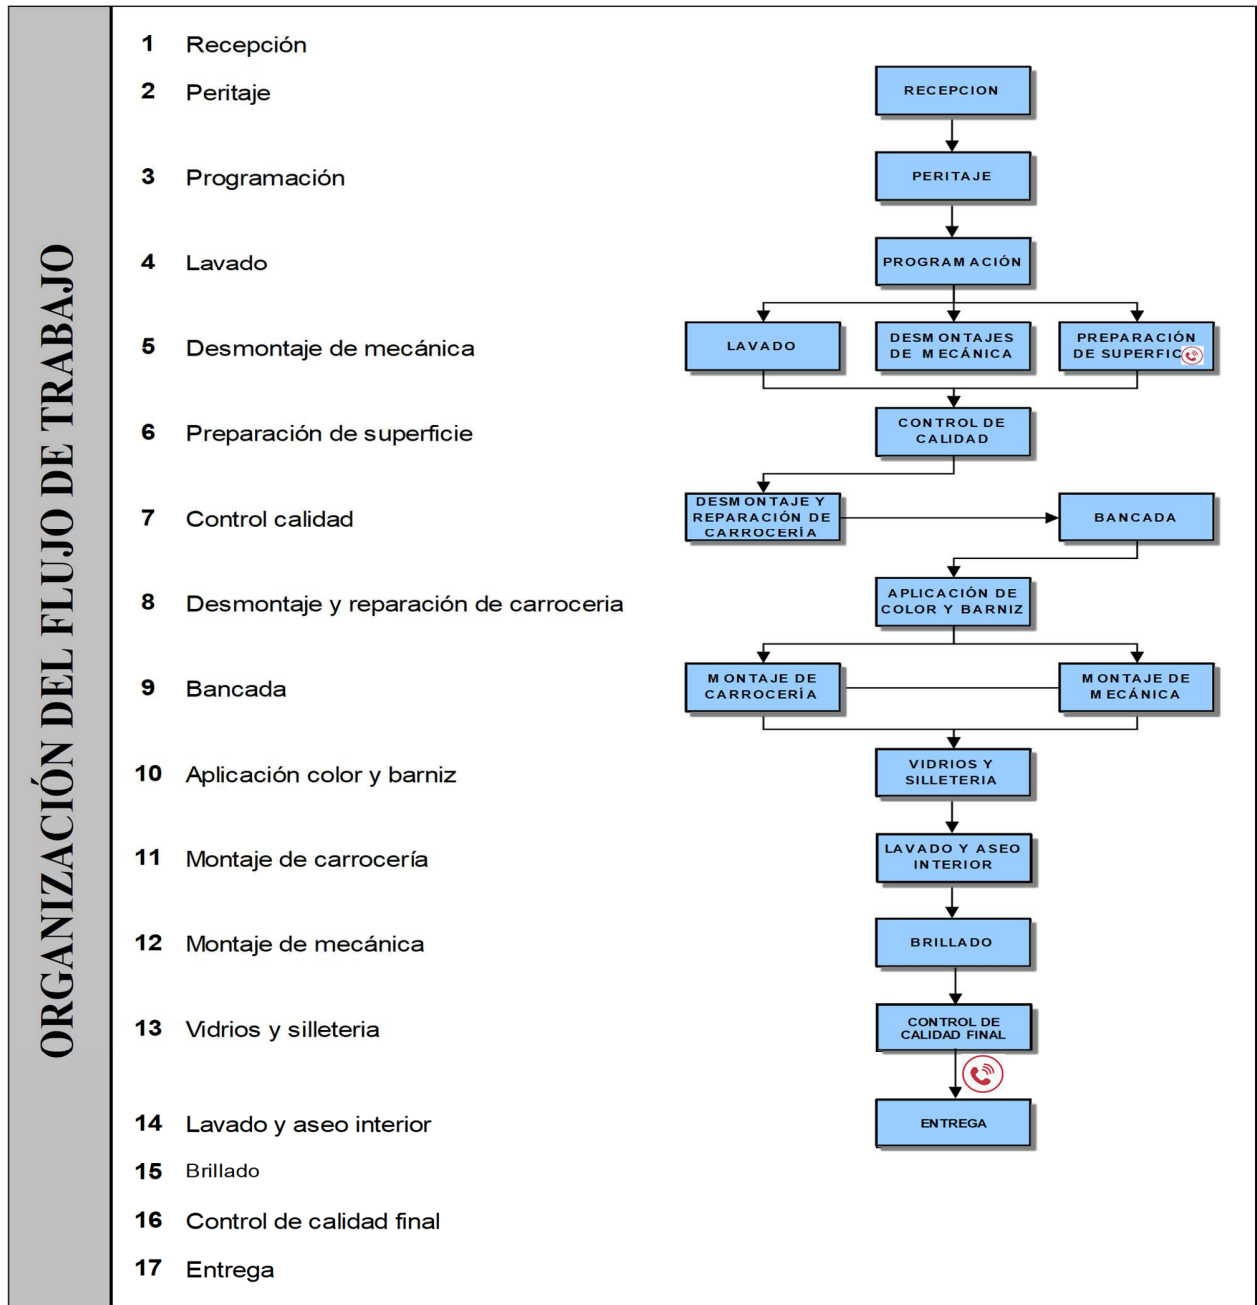 ORGANIZACIÓN DEL FLUJO DE TRABAJO
1 Recepción
2 Peritaje
3 Programación
4 Lavado
5 Desmontaje de mecánica
6 Preparación de superficie
7 Control calidad
8 Desmontaje y reparación de carroceria
9 Bancada
10 Aplicación color y barniz
11 Montaje de carrocería
12 Montaje de mecánica
13 Vidrios y silleteria
14 Lavado y aseo interior
15 Brillado
16 Control de calidad final
17 Entrega
RECEPCION
PERITAJE
PROGRAMACIÓN
LAVADO
DESMONTAJES
DE MECÁNICA
PREPARACIÓN
DE SUPERFIC
CONTROL DE
CALIDAD
DESMONTAJE Y
REPARACIÓN DE
CARROCERÍA
BANCADA
APLICACIÓN DE
COLOR Y BARNIZ
MONTAJE DE
CARROCERÍA
MONTAJE DE
MECÁNICA
VIDRIOS Y
SILLETERIA
LAVADO Y ASEO
INTERIOR
BRILLADO
CONTROL DE
CALIDAD FINAL
ENTREGA